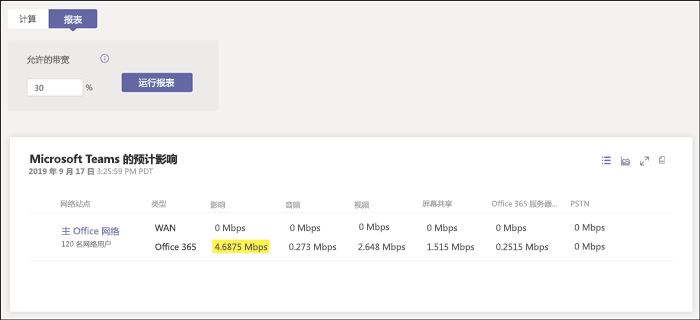 计算 报表
允许的带宽
30 % 运行报表
Microsoft Teams 的预计影响
2019 年 9 月 17 日 3:25:59 PM PDT
网络站点 类型 影响 音频 视频 屏幕共享 Office 365 服务器... PSTN
主 Office 网络 WAN 0 Mbps 0 Mbps 0 Mbps 0 Mbps 0 Mbps 0 Mbps
120 名网络用户 Office 365 4.6875 Mbps 0.273 Mbps 2.648 Mbps 1.515 Mbps 0.2515 Mbps 0 Mbps